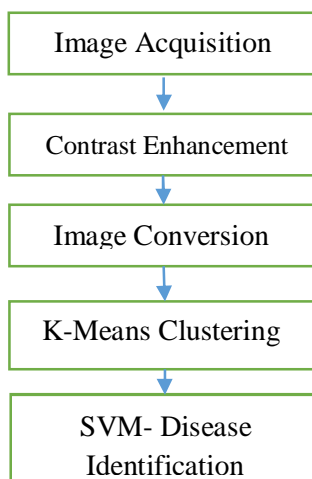 Image Acquisition
Contrast Enhancement
Image Conversion
K-Means Clustering
SVM- Disease
Identification